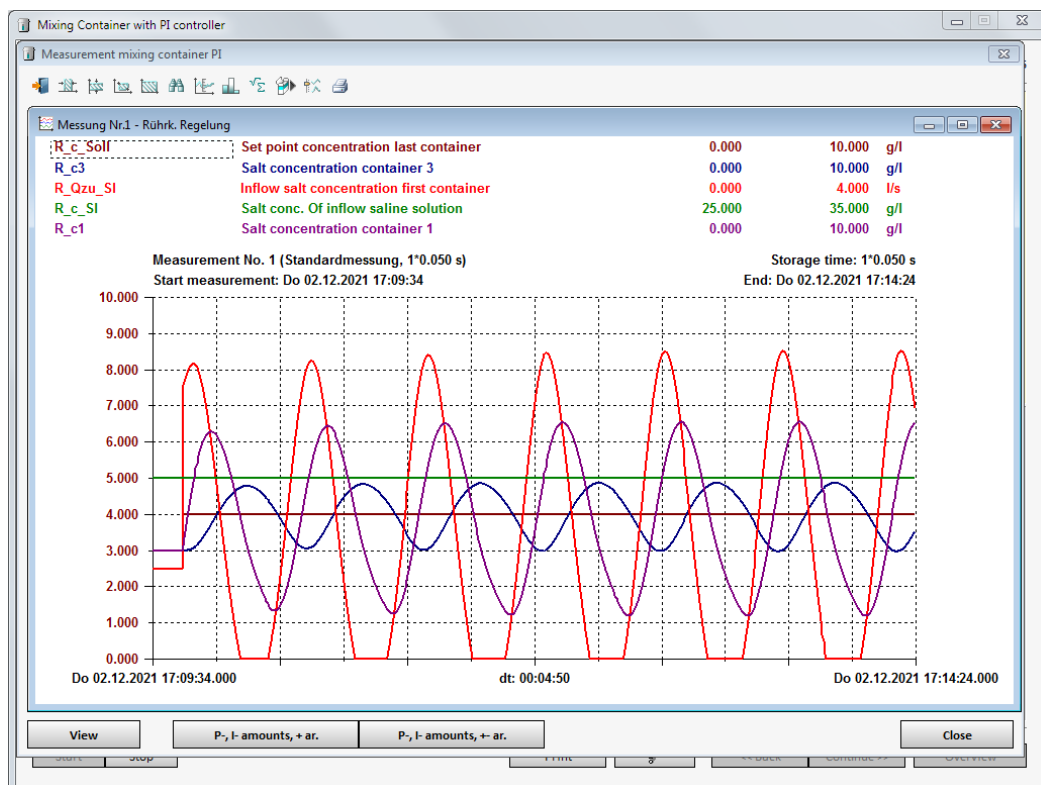 Mixing Container with PI controller
Measurement mixing container PI
Messung Nr.1 - Rührk. Regelung
R_c_Soll Set point concentration last container 0.000 10.000 g/l
R_c3 Salt concentration container 3 0.000 10.000 g/l
R_Qzu_Sl Inflow salt concentration first container 0.000 4.000 l/s
R_c_Sl Salt conc. Of inflow saline solution 25.000 35.000 g/l
R_c1 Salt concentration container 1 0.000 10.000 g/l
Measurement No. 1 (Standardmessung, 1*0.050 s) Storage time: 1*0.050 s
Start measurement: Do 02.12.2021 17:09:34 End: Do 02.12.2021 17:14:24
10.000
9.000
8.000
7.000
6.000
5.000
4.000
3.000
2.000
1.000
0.000
Do 02.12.2021 17:09:34.000 dt: 00:04:50 Do 02.12.2021 17:14:24.000
View P-, I- amounts, + ar. P-, I- amounts, +- ar. Close
Start Stop Print << Back Continue >> Overview